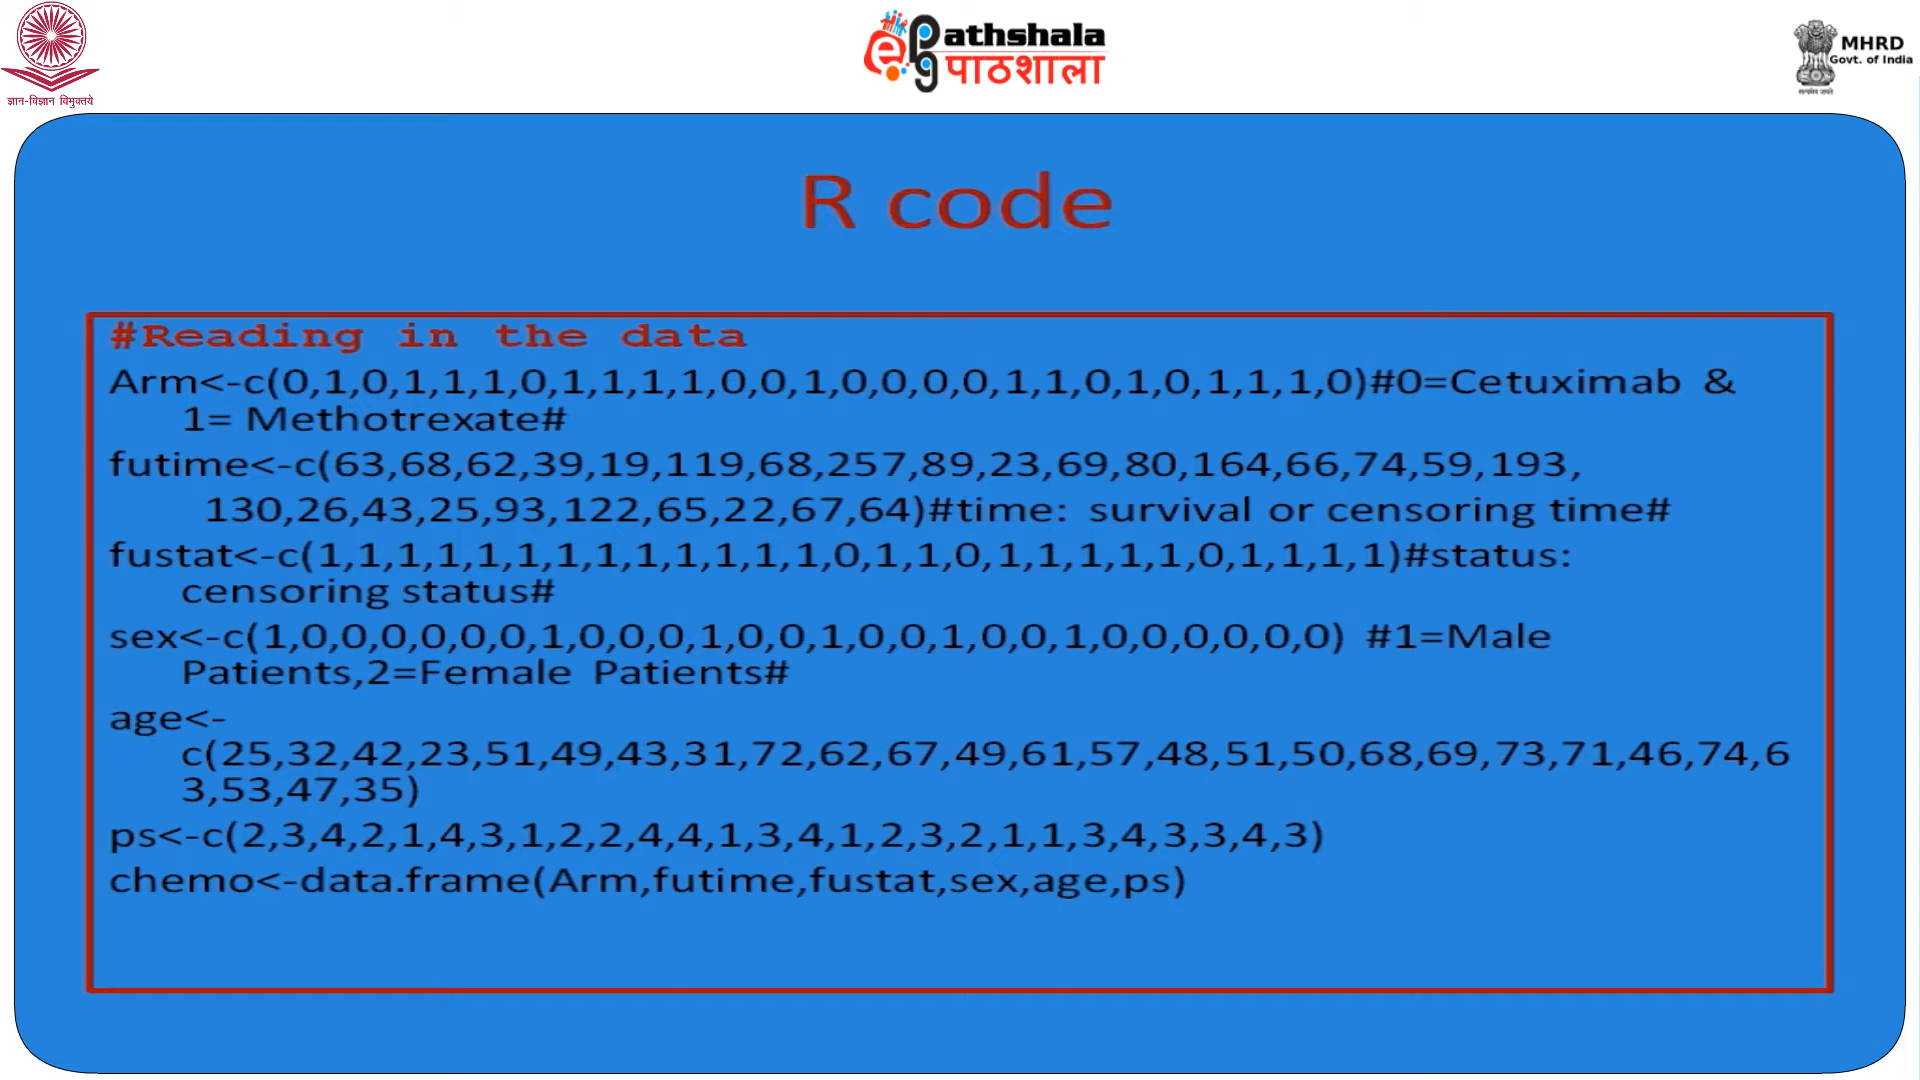 ज्ञान-विज्ञान विमुक्तये
ePG Pathshala
पाठशाला
MHRD
Govt. of India
सत्यमेव जयते
R code
#Reading in the data
Arm<-c(0,1,0,1,1,1,0,1,1,1,1,0,0,1,0,0,0,0,1,1,0,1,0,1,1,1,0)#0=Cetuximab &
1= Methotrexate#
futime<-c(63,68,62,39,19,119,68,257,89,23,69,80,164,66,74,59,193,
130,26,43,25,93,122,65,22,67,64)#time: survival or censoring time#
fustat<-c(1,1,1,1,1,1,1,1,1,1,1,1,1,0,1,1,0,1,1,1,1,1,0,1,1,1,1)#status:
censoring status#
sex<-c(1,0,0,0,0,0,0,1,0,0,0,1,0,0,1,0,0,1,0,0,1,0,0,0,0,0,0) #1=Male
Patients,2=Female Patients#
age<-
c(25,32,42,23,51,49,43,31,72,62,67,49,61,57,48,51,50,68,69,73,71,46,74,6
3,53,47,35)
ps<-c(2,3,4,2,1,4,3,1,2,2,4,4,1,3,4,1,2,3,2,1,1,3,4,3,3,4,3)
chemo<-data.frame(Arm,futime,fustat,sex,age,ps)